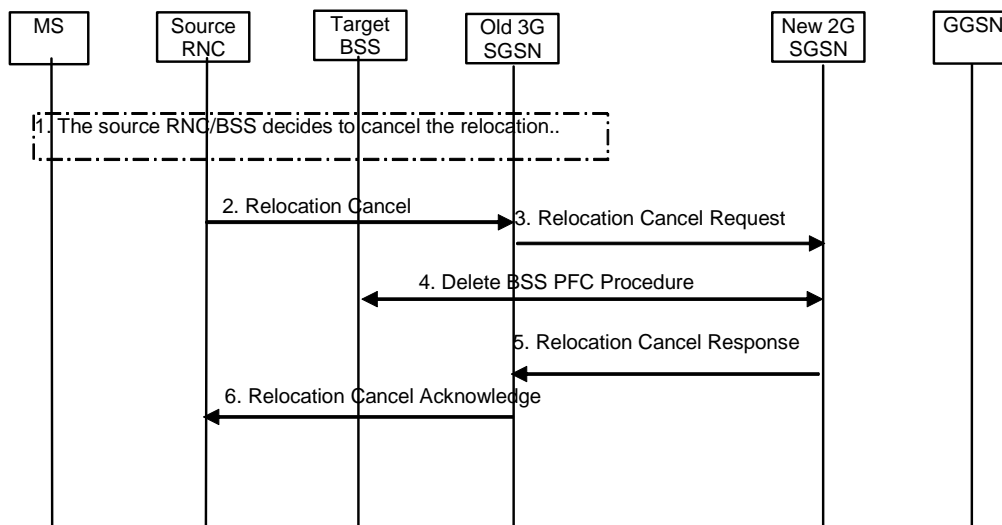 MS
Source
RNC
Target
BSS
Old 3G
SGSN
New 2G
SGSN
GGSN
1. The source RNC/BSS decides to cancel the relocation..
2. Relocation Cancel
3. Relocation Cancel Request
4. Delete BSS PFC Procedure
5. Relocation Cancel Response
6. Relocation Cancel Acknowledge